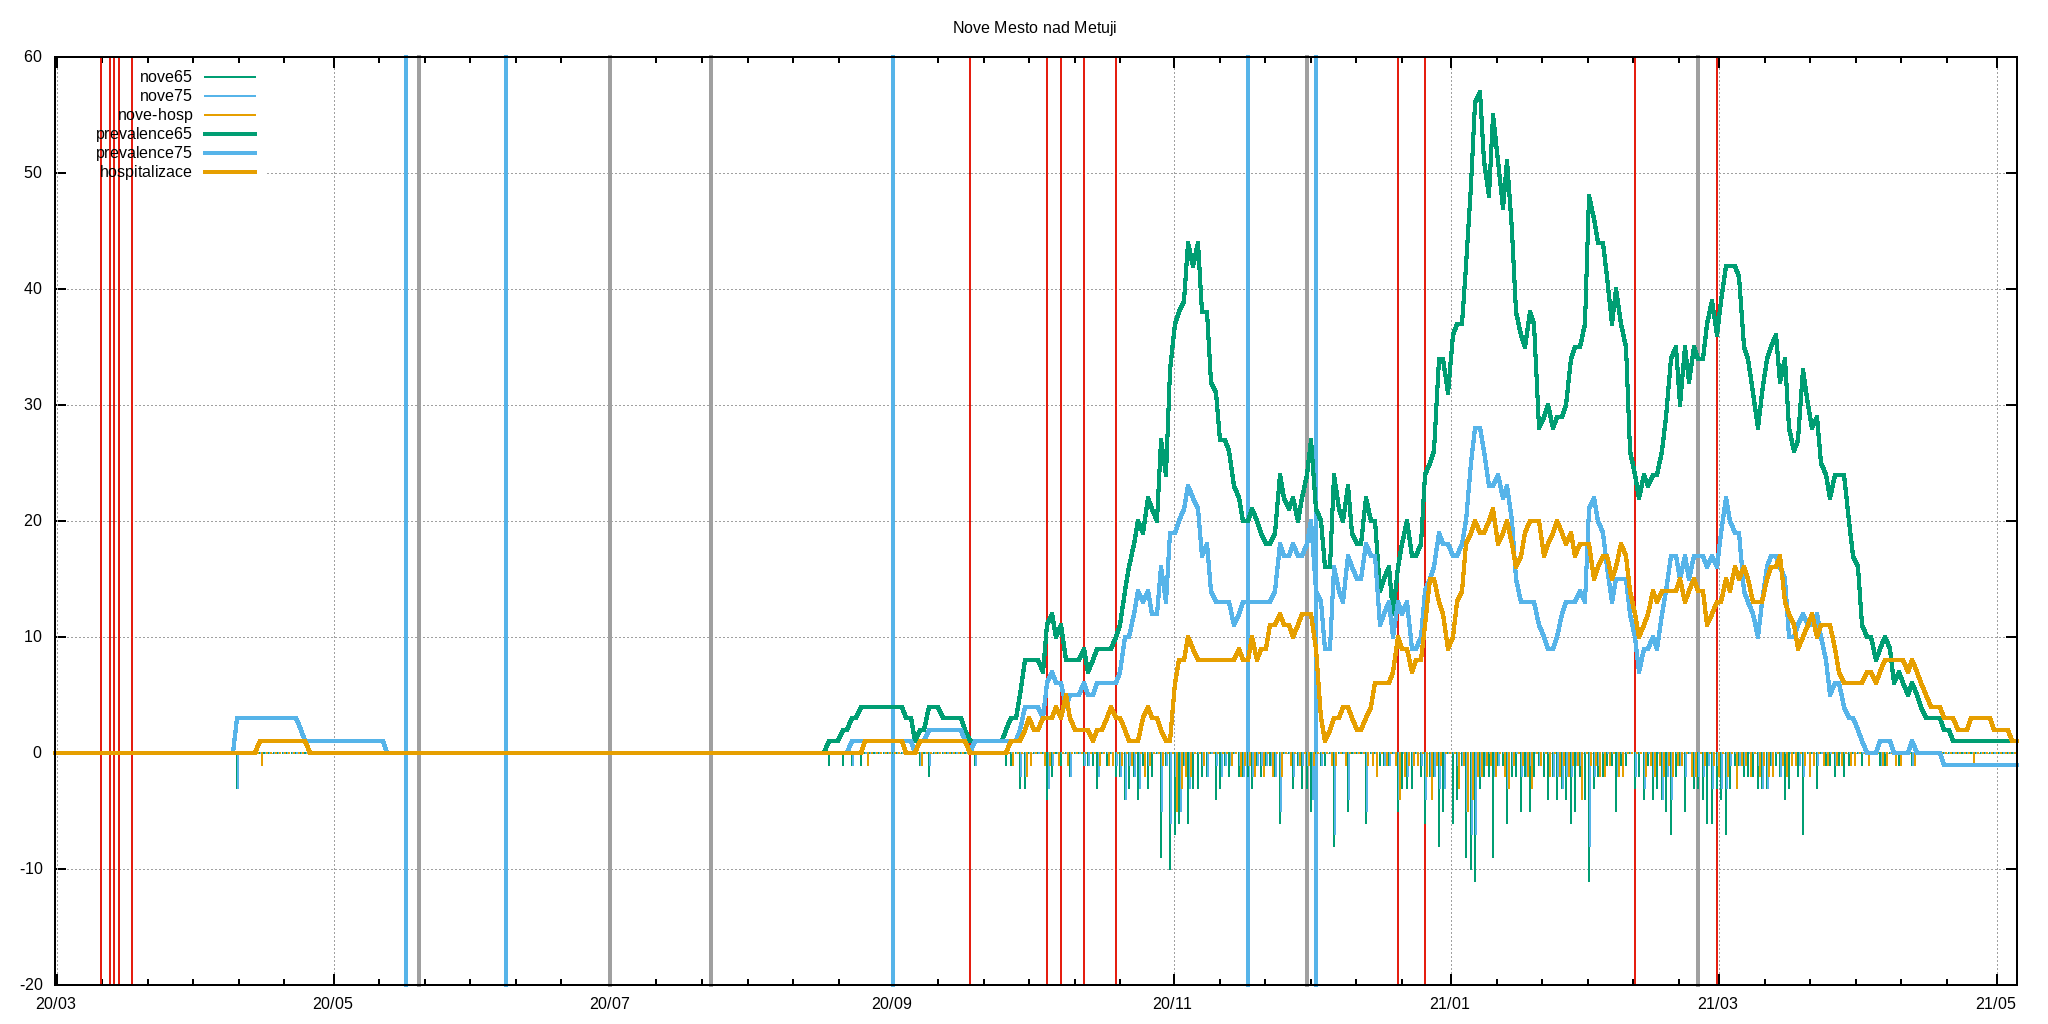 Nove Mesto nad Metuji
60
50
40
30
20
10
0
-10
-20
nove65
nove75
nove-hosp
prevalence65
prevalence75
hospitalizace
20/03 20/05 20/07 20/09 20/11 21/01 21/03 21/05